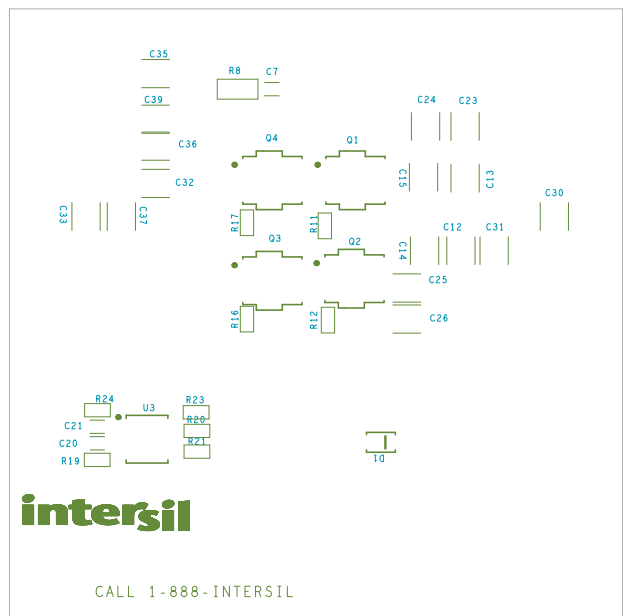 C35
R8
C7
C39
C24
C23
C36
Q4
Q1
C32
C15
C13
C33
C37
R17
R11
C30
C14
C12
C31
Q3
Q2
C25
R16
R12
C26
R24
U3
R23
C21
R20
C20
R21
R19
D1
intersil
CALL 1-888-INTERSIL